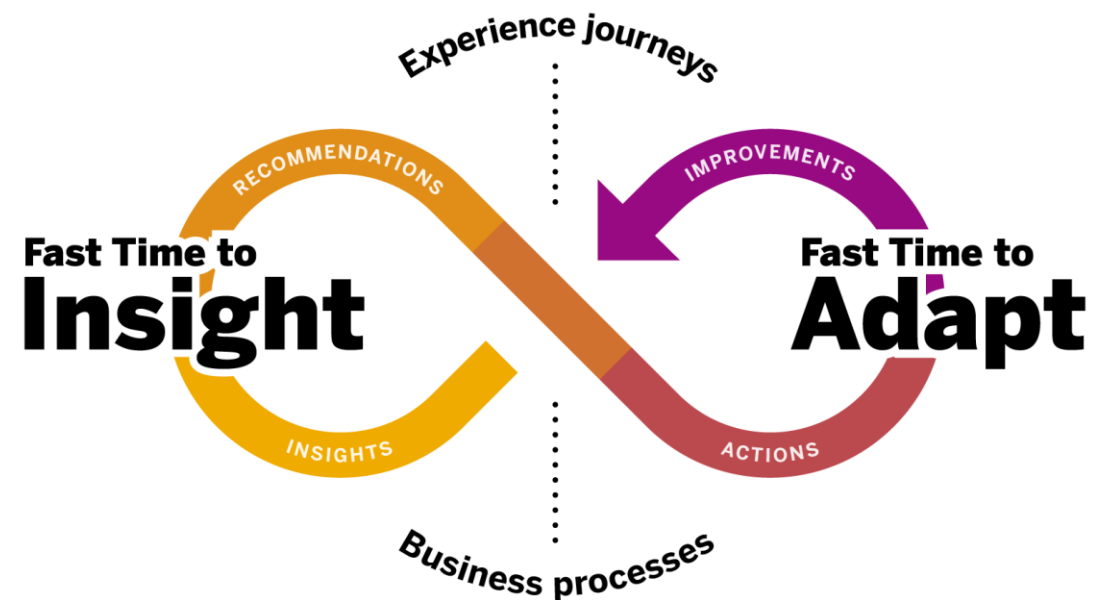 Experience journeys
RECOMMENDATIONS
IMPROVEMENTS
Fast Time to
Insight
Fast Time to
Adapt
INSIGHTS
ACTIONS
Business processes